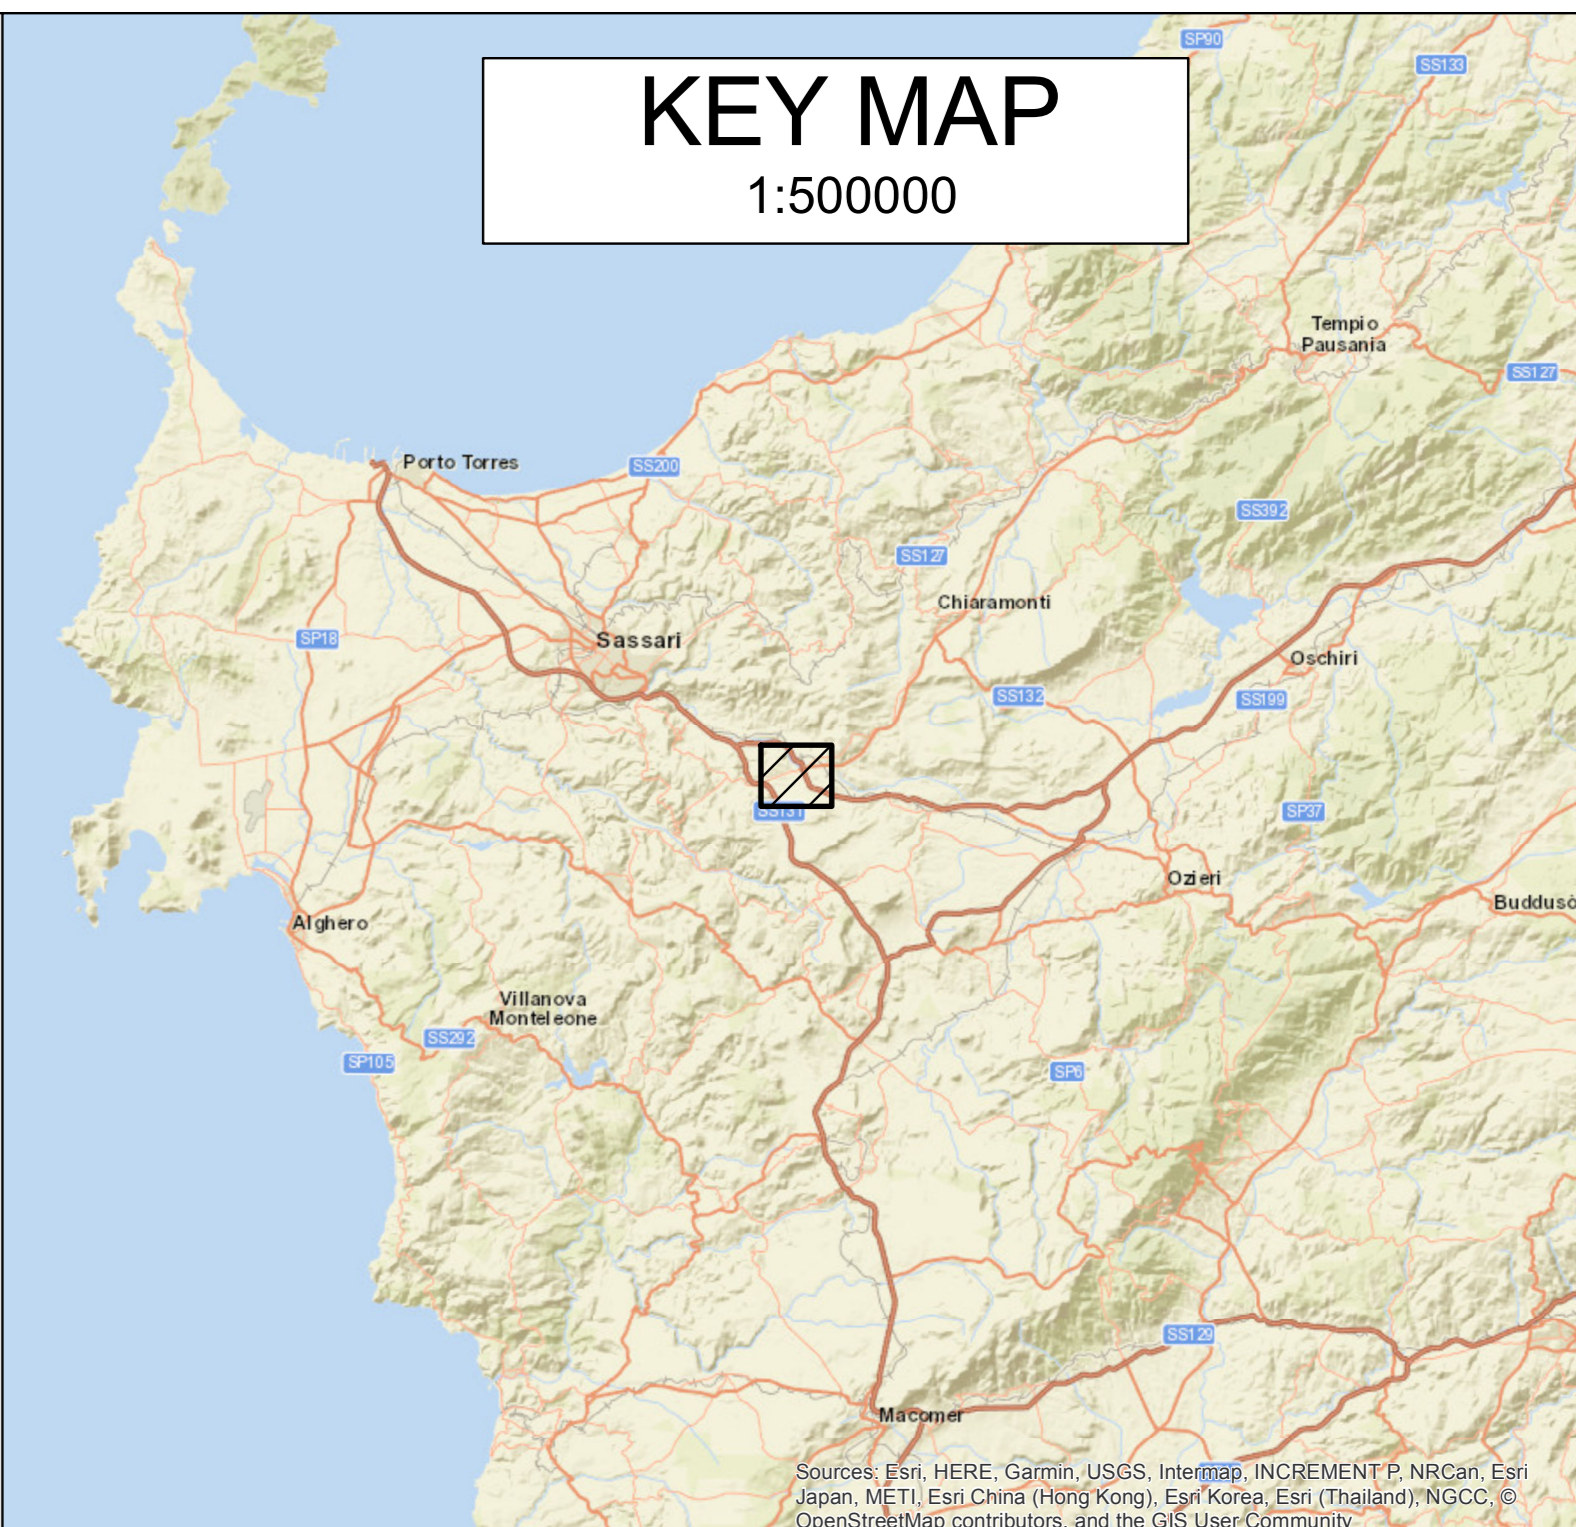 SP90
SS133
KEY MAP
1:500000
Tempio
Pausania
SS127
Porto Torres
SS200
SS392
SS127
Chiaramonti
SP18
Sassari
Oschiri
SS132
SS199
SS131
SP37
Ozieri
Buddusò
Alghero
Villanova
Monteleone
SS292
SP105
SP6
SS129
Macomer
Sources: Esri, HERE, Garmin, USGS, Intermap, INCREMENT P, NRCan, Esri
Japan, METI, Esri China (Hong Kong), Esri Korea, Esri (Thailand), NGCC, ©
OpenStreetMap contributors, and the GIS User Community